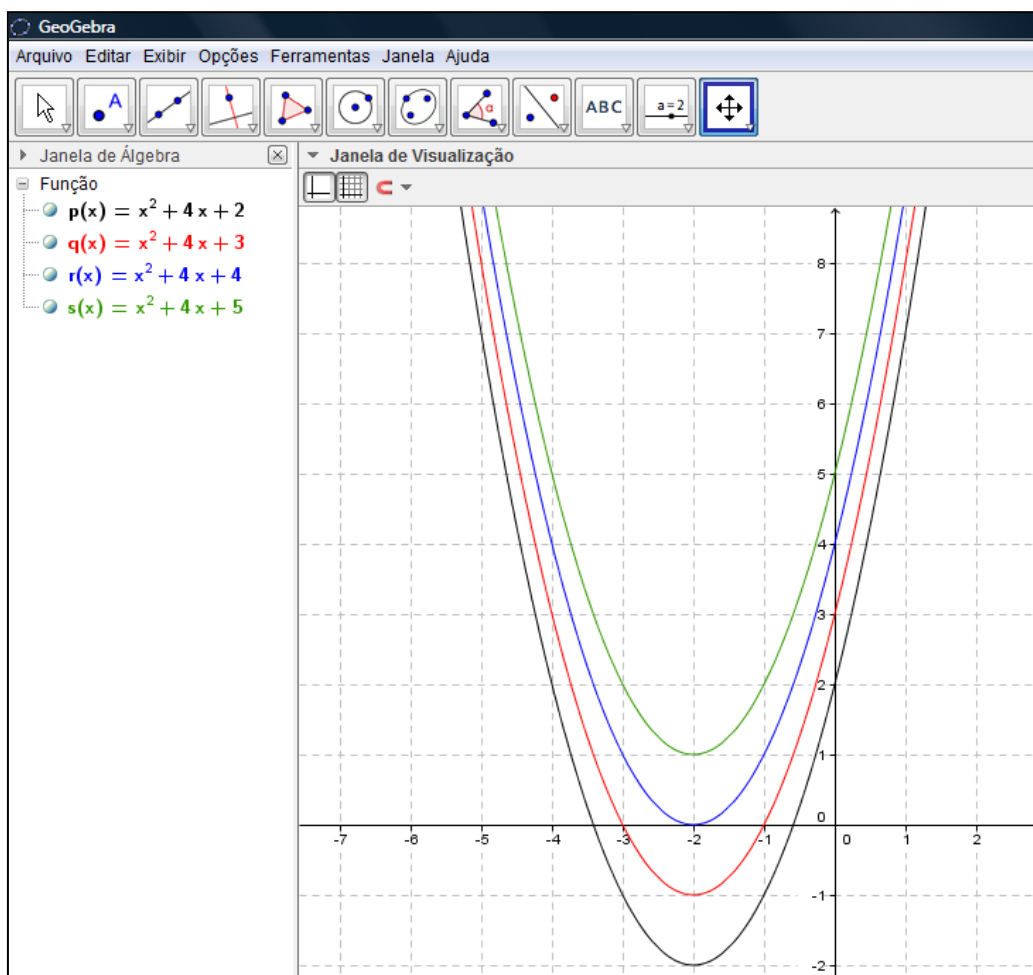 GeoGebra
Arquivo Editar Exibir Opções Ferramentas Janela Ajuda
A α ABC a=2
Janela de Álgebra
Função
p(x) = x² + 4 x + 2
q(x) = x² + 4 x + 3
r(x) = x² + 4 x + 4
s(x) = x² + 4 x + 5
Janela de Visualização
8
7
6
5
4
3
2
1
0
-7 -6 -5 -4 -3 -2 -1 0 1 2
-1
-2